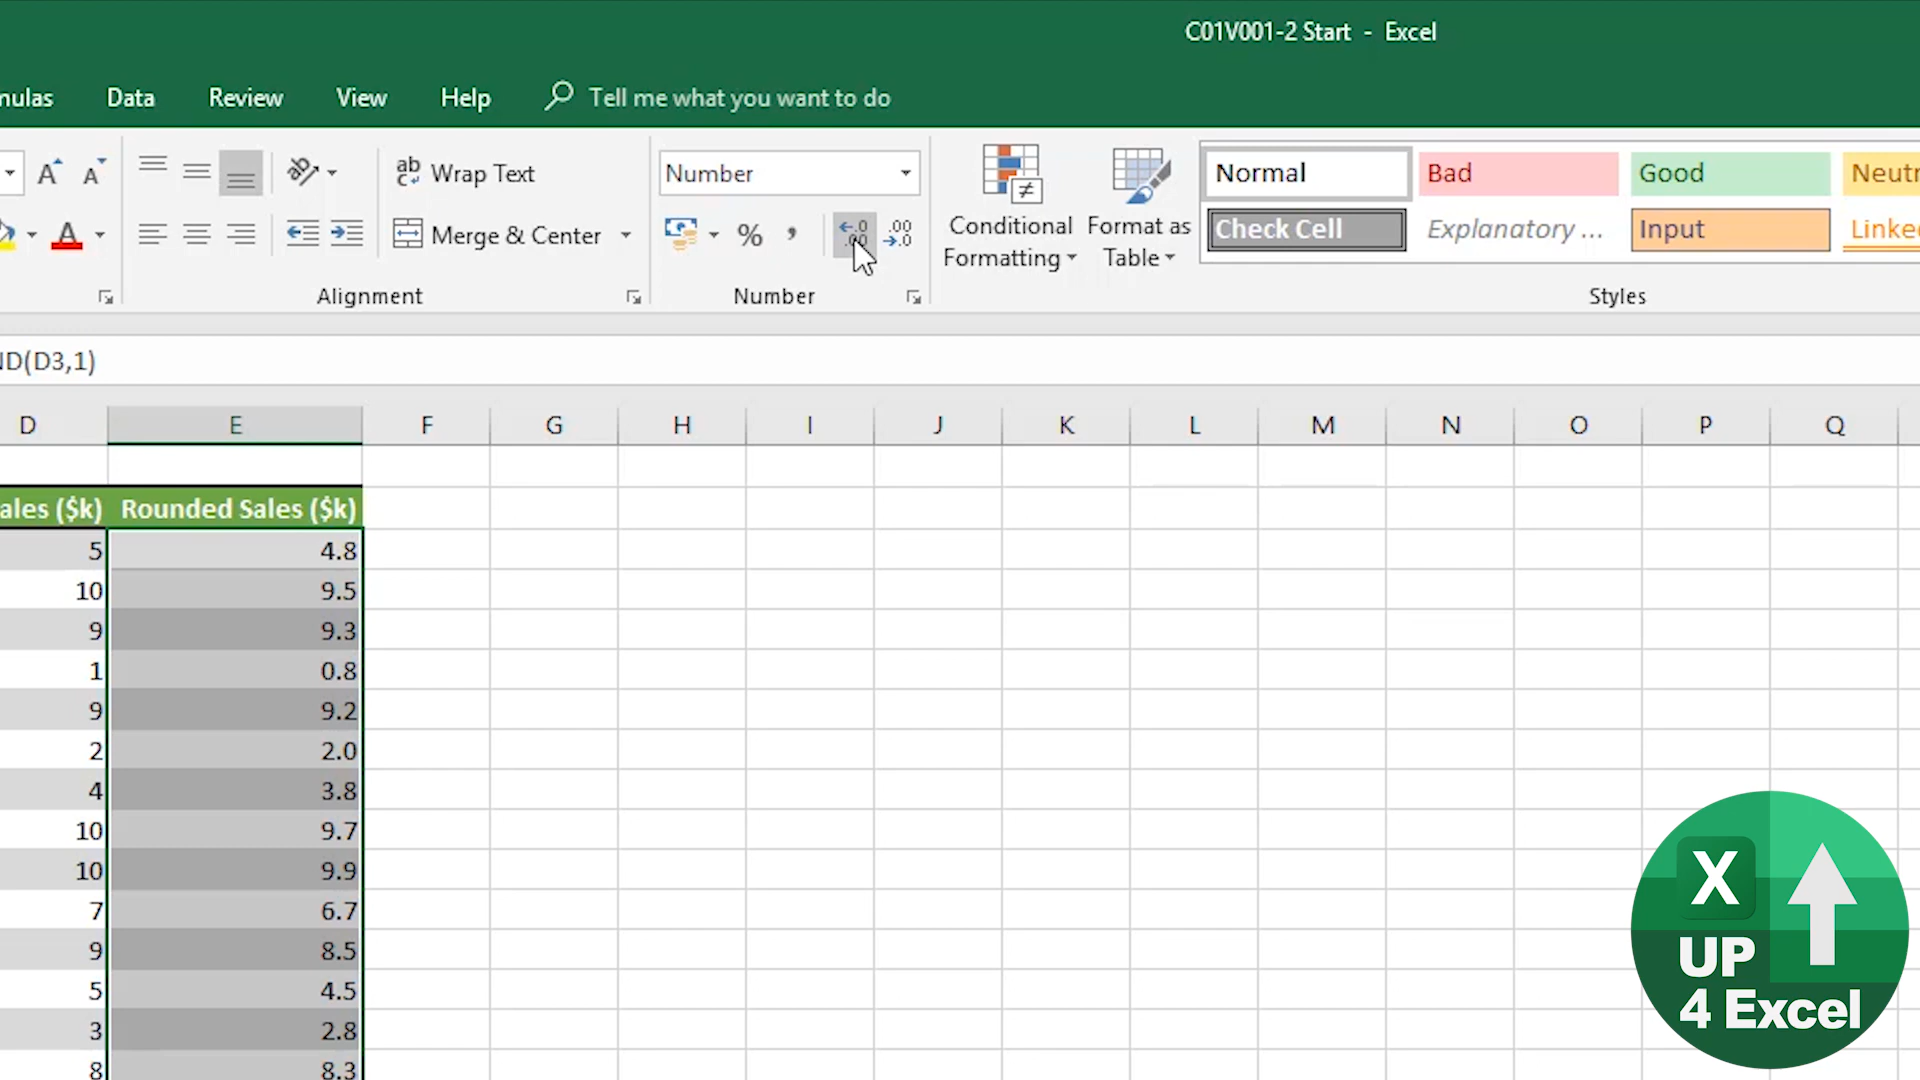 C01V001-2 Start - Excel
mulas Data Review View Help Tell me what you want to do
Wrap Text
Merge & Center
Alignment
Number
% ,
Number
Conditional Formatting
Format as Table
Normal Bad Good Neutr
Check Cell Explanatory ... Input Linke
Styles
ND(D3,1)
D E F G H I J K L M N O P Q
ales ($k) Rounded Sales ($k)
5 4.8
10 9.5
9 9.3
1 0.8
9 9.2
2 2.0
4 3.8
10 9.7
10 9.9
7 6.7
9 8.5
5 4.5
3 2.8
8 8.3
X
UP
4 Excel